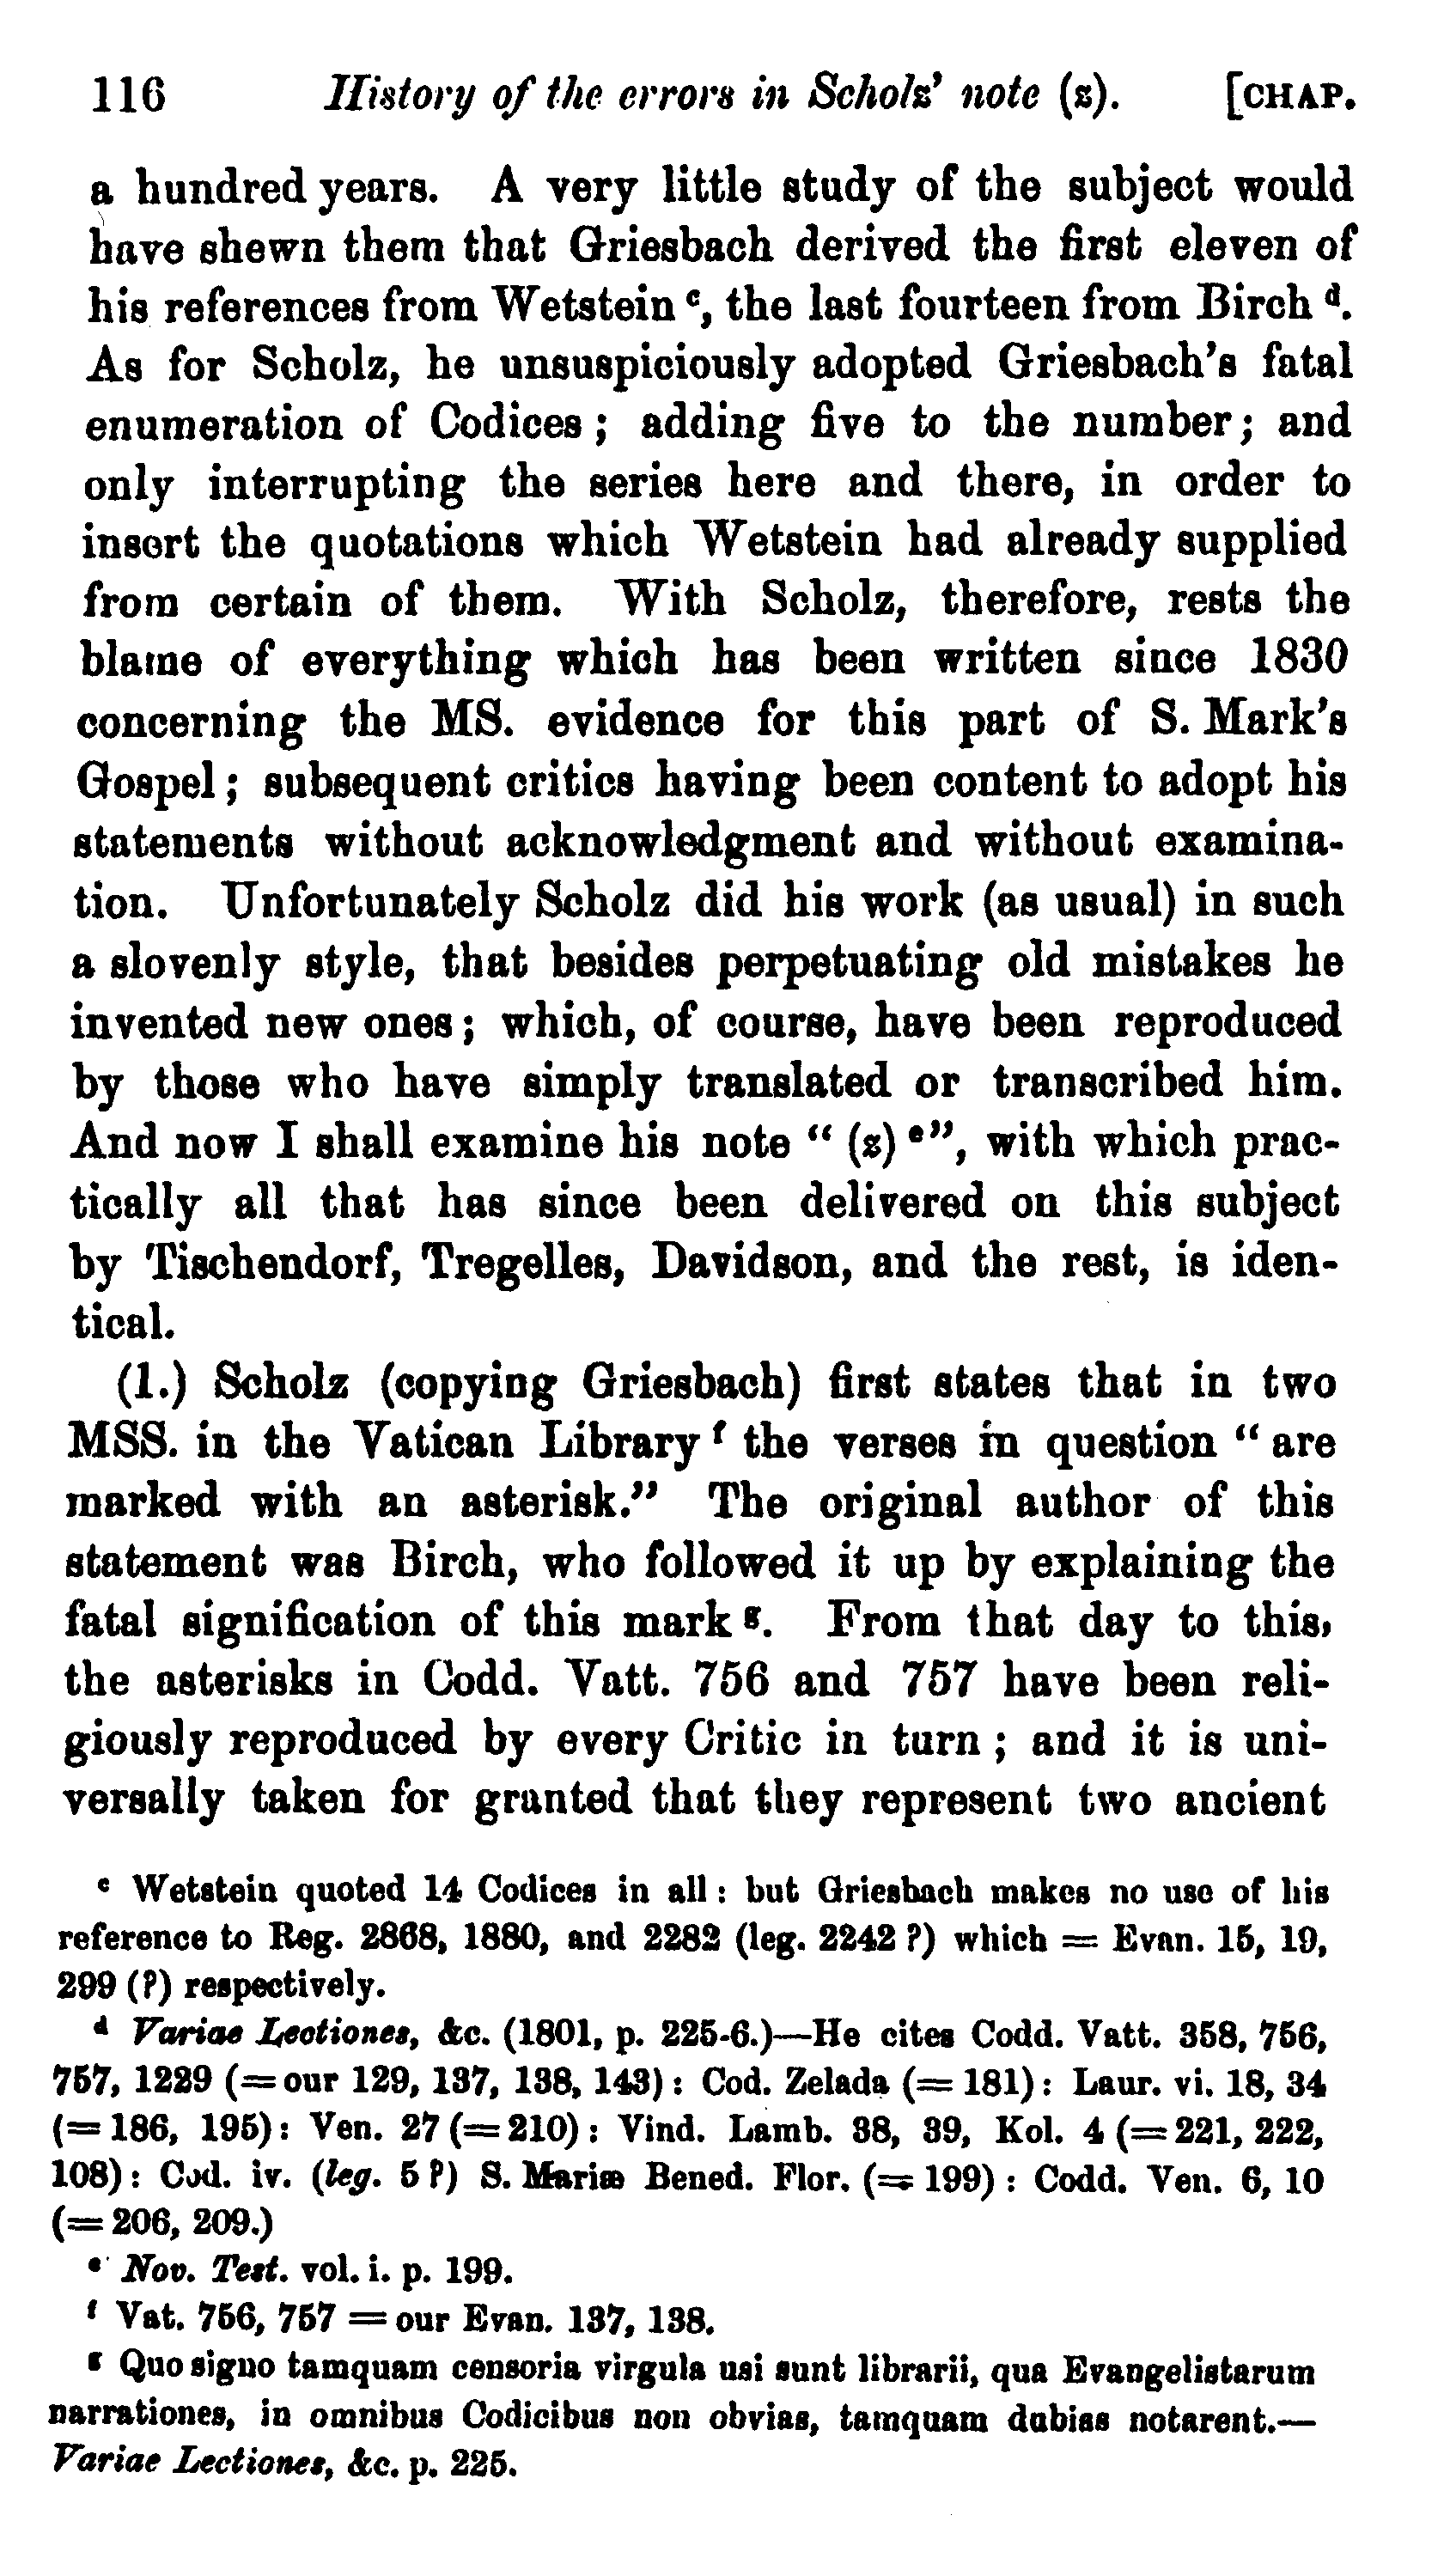 116 History of the errors in Scholz' note (z). [CHAP.
a hundred years. A very little study of the subject would
have shewn them that Griesbach derived the first eleven of
his references from Wetstein c, the last fourteen from Birch d.
As for Scholz, he unsuspiciously adopted Griesbach's fatal
enumeration of Codices; adding five to the number; and
only interrupting the series here and there, in order to
insert the quotations which Wetstein had already supplied
from certain of them. With Scholz, therefore, rests the
blame of everything which has been written since 1830
concerning the MS. evidence for this part of S. Mark's
Gospel; subsequent critics having been content to adopt his
statements without acknowledgment and without examina-
tion. Unfortunately Scholz did his work (as usual) in such
a slovenly style, that besides perpetuating old mistakes he
invented new ones; which, of course, have been reproduced
by those who have simply translated or transcribed him.
And now I shall examine his note " (z) e", with which prac-
tically all that has since been delivered on this subject
by Tischendorf, Tregelles, Davidson, and the rest, is iden-
tical.
(1.) Scholz (copying Griesbach) first states that in two
MSS. in the Vatican Library f the verses in question " are
marked with an asterisk." The original author of this
statement was Birch, who followed it up by explaining the
fatal signification of this mark g. From that day to this,
the asterisks in Codd. Vatt. 756 and 757 have been reli-
giously reproduced by every Critic in turn; and it is uni-
versally taken for granted that they represent two ancient
c Wetstein quoted 14 Codices in all: but Griesbach makes no use of his
reference to Reg. 2868, 1880, and 2282 (leg. 2242 ?) which = Evan. 15, 19,
299 (?) respectively.
d Variae Lectiones, &c. (1801, p. 225-6.)—He cites Codd. Vatt. 358, 756,
757, 1229 (= our 129, 137, 138, 143): Cod. Zelada (= 181): Laur. vi. 18, 34
(= 186, 195): Ven. 27 (= 210): Vind. Lamb. 38, 39, Kol. 4 (= 221, 222,
108): Cod. iv. (leg. 5 ?) S. Mariæ Bened. Flor. (= 199): Codd. Ven. 6, 10
(= 206, 209.)
e Nov. Test. vol. i. p. 199.
f Vat. 756, 757 = our Evan. 137, 138.
g Quo signo tamquam censoria virgula usi sunt librarii, qua Evangelistarum
narrationes, in omnibus Codicibus non obvias, tamquam dubias notarent.—
Variae Lectiones, &c. p. 225.